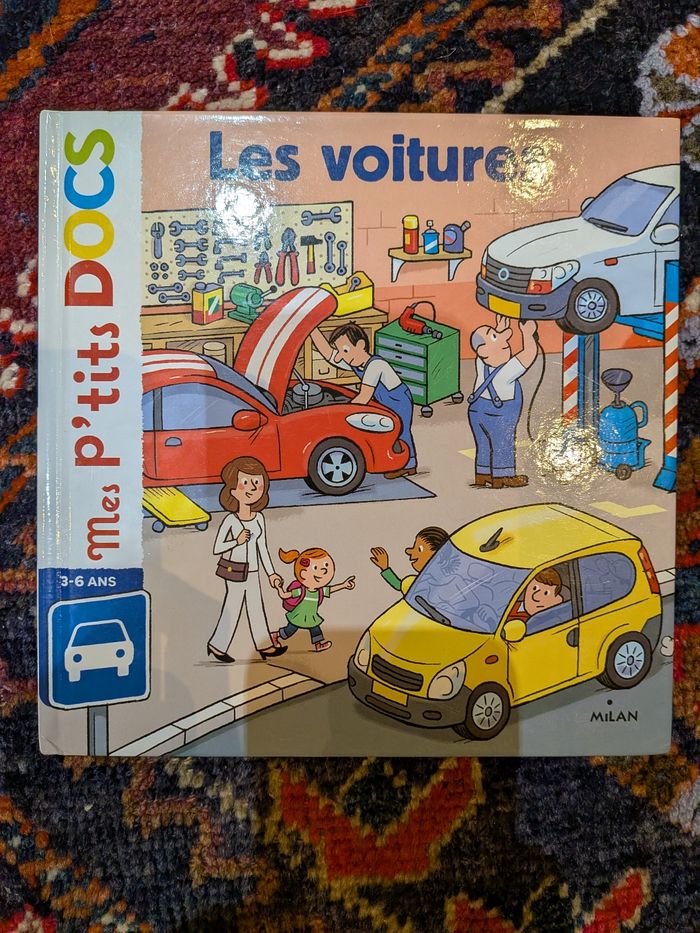 Les voitures
Mes p'tits DOCS
3-6 ANS
MiLAN